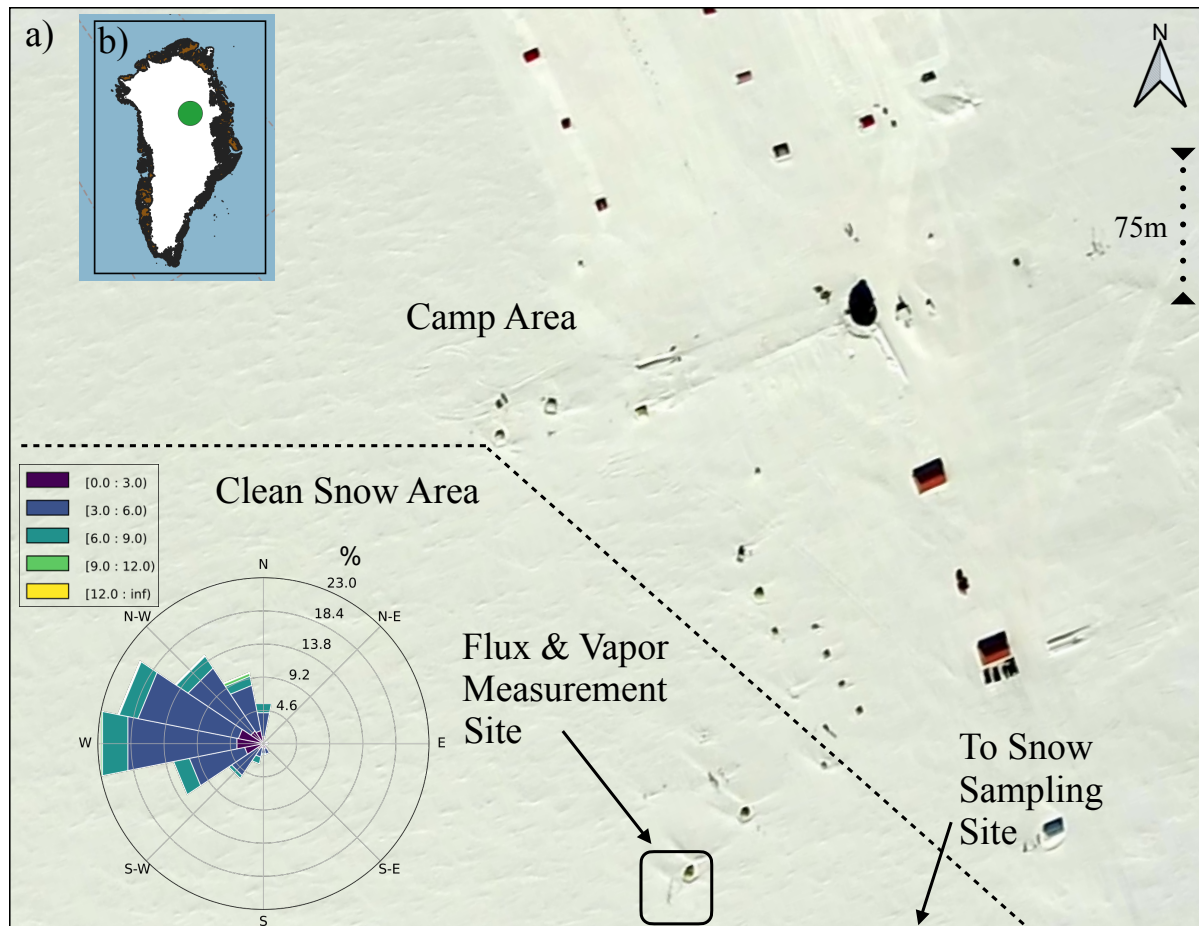 a)
b)
N
75m
Camp Area
Clean Snow Area
[0.0 : 3.0)
[3.0 : 6.0)
[6.0 : 9.0)
[9.0 : 12.0)
[12.0 : inf)
N
%
23.0
18.4
13.8
9.2
4.6
N-W
N-E
W
E
S-W
S-E
S
Flux & Vapor
Measurement
Site
To Snow
Sampling
Site